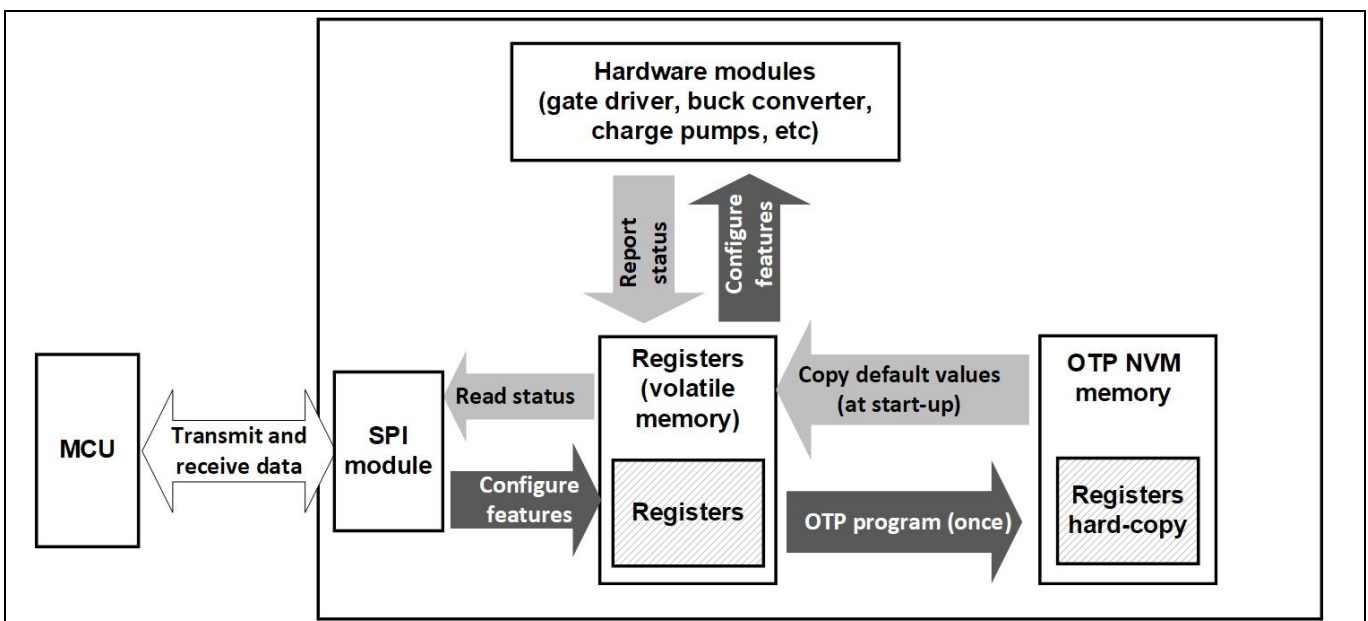 Hardware modules
(gate driver, buck converter,
charge pumps, etc)
Report
status
Configure
features
MCU
Transmit and
receive data
SPI
module
Read status
Configure
features
Registers
(volatile
memory)
Registers
Copy default values
(at start-up)
OTP program (once)
OTP NVM
memory
Registers
hard-copy